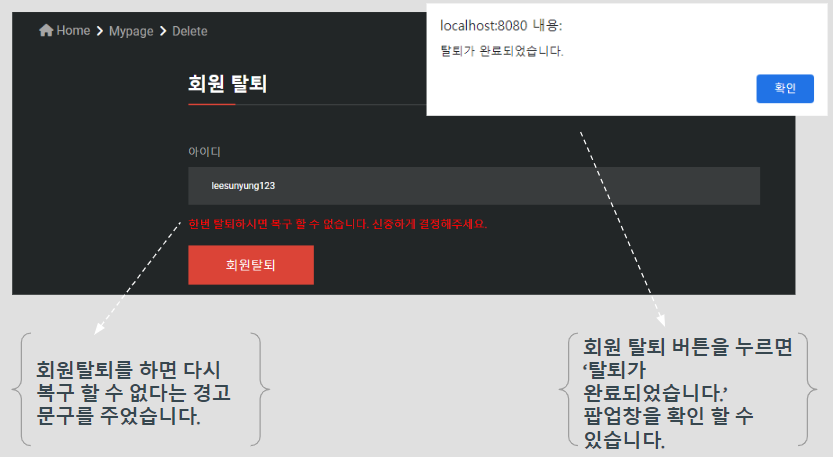 Home > Mypage > Delete
localhost:8080 내용:
탈퇴가 완료되었습니다.
확인
회원 탈퇴
아이디
leesunyung123
한번 탈퇴하시면 복구 할 수 없습니다. 신중하게 결정해주세요.
회원탈퇴
회원탈퇴를 하면 다시
복구 할 수 없다는 경고
문구를 주었습니다.
회원 탈퇴 버튼을 누르면
‘탈퇴가
완료되었습니다.’
팝업창을 확인 할 수
있습니다.